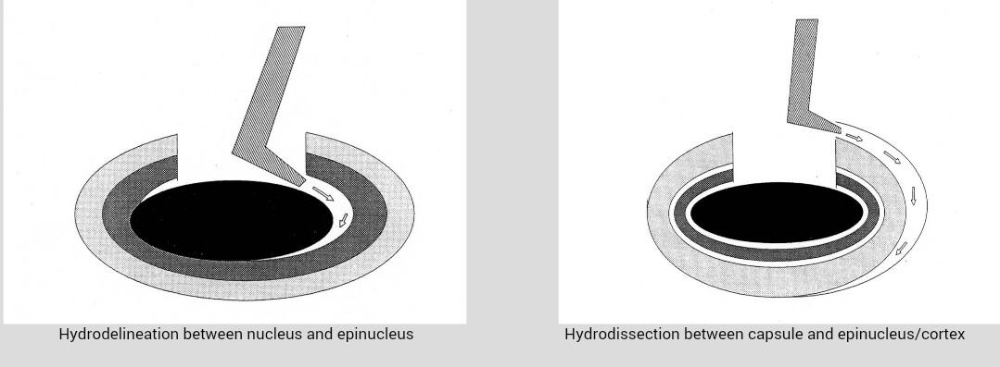 Hydrodelineation between nucleus and epinucleus
Hydrodissection between capsule and epinucleus/cortex